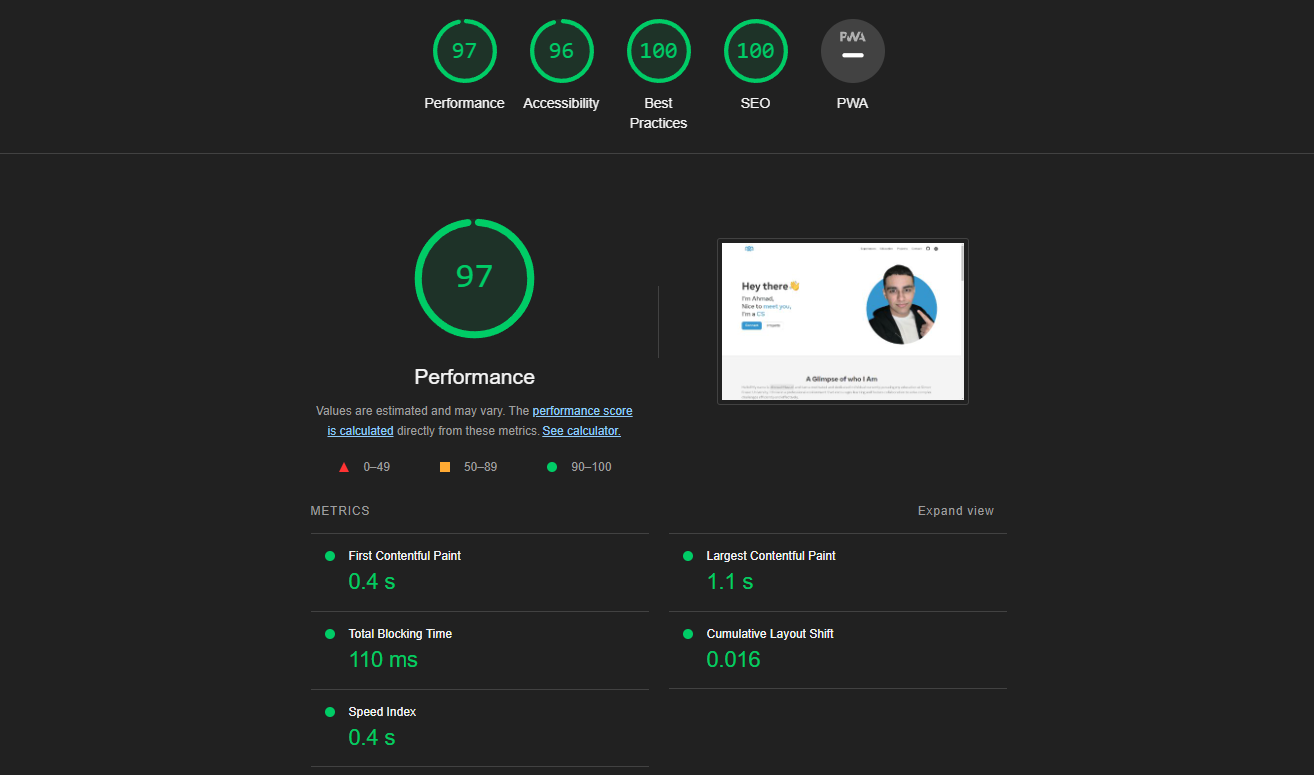 97
96
100
100
PWA
Performance
Accessibility
Best
Practices
SEO
PWA
97
Performance
Values are estimated and may vary. The performance score
is calculated directly from these metrics. See calculator.
0–49
50–89
90–100
Hey there👋
I'm Ahmad,
Nice to meet you,
I'm a CS
A Glimpse of who I Am
METRICS
Expand view
First Contentful Paint
0.4 s
Largest Contentful Paint
1.1 s
Total Blocking Time
110 ms
Cumulative Layout Shift
0.016
Speed Index
0.4 s